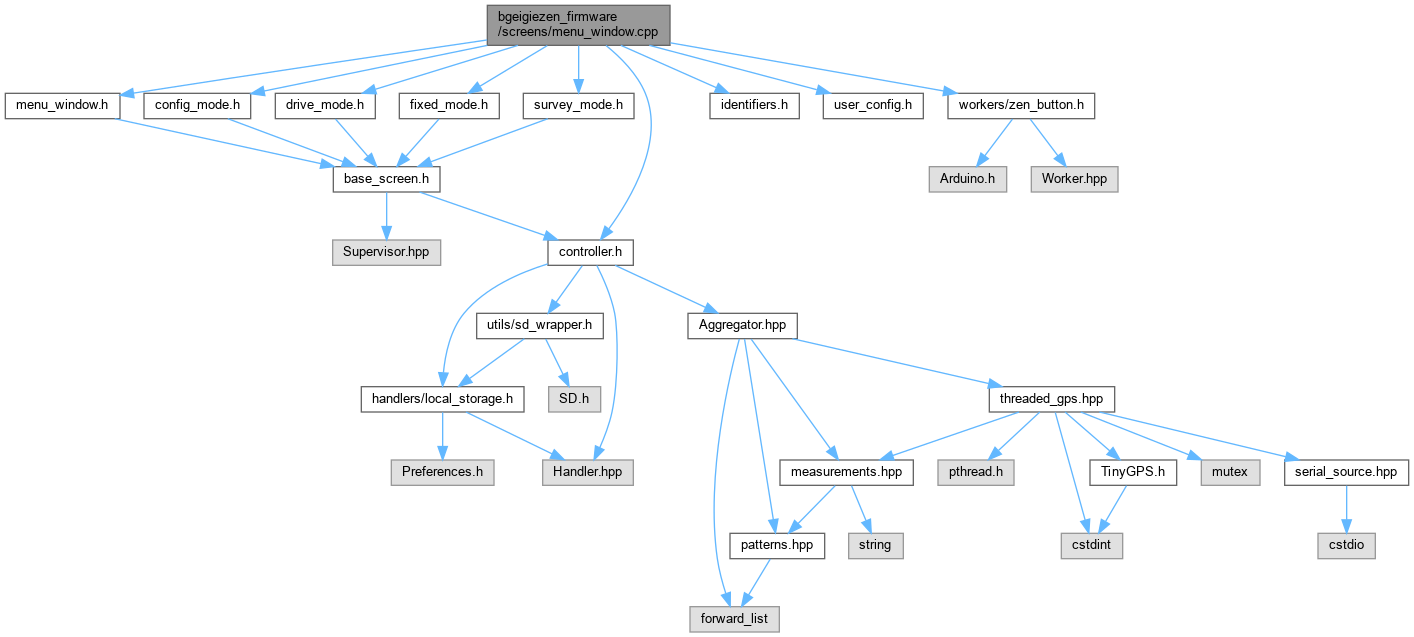 bgeigiezen_firmware
/screens/menu_window.cpp
menu_window.h
config_mode.h
drive_mode.h
fixed_mode.h
survey_mode.h
identifiers.h
user_config.h
workers/zen_button.h
base_screen.h
Arduino.h
Worker.hpp
Supervisor.hpp
controller.h
utils/sd_wrapper.h
Aggregator.hpp
handlers/local_storage.h
SD.h
threaded_gps.hpp
Preferences.h
Handler.hpp
measurements.hpp
pthread.h
TinyGPS.h
mutex
serial_source.hpp
patterns.hpp
string
cstdint
cstdio
forward_list